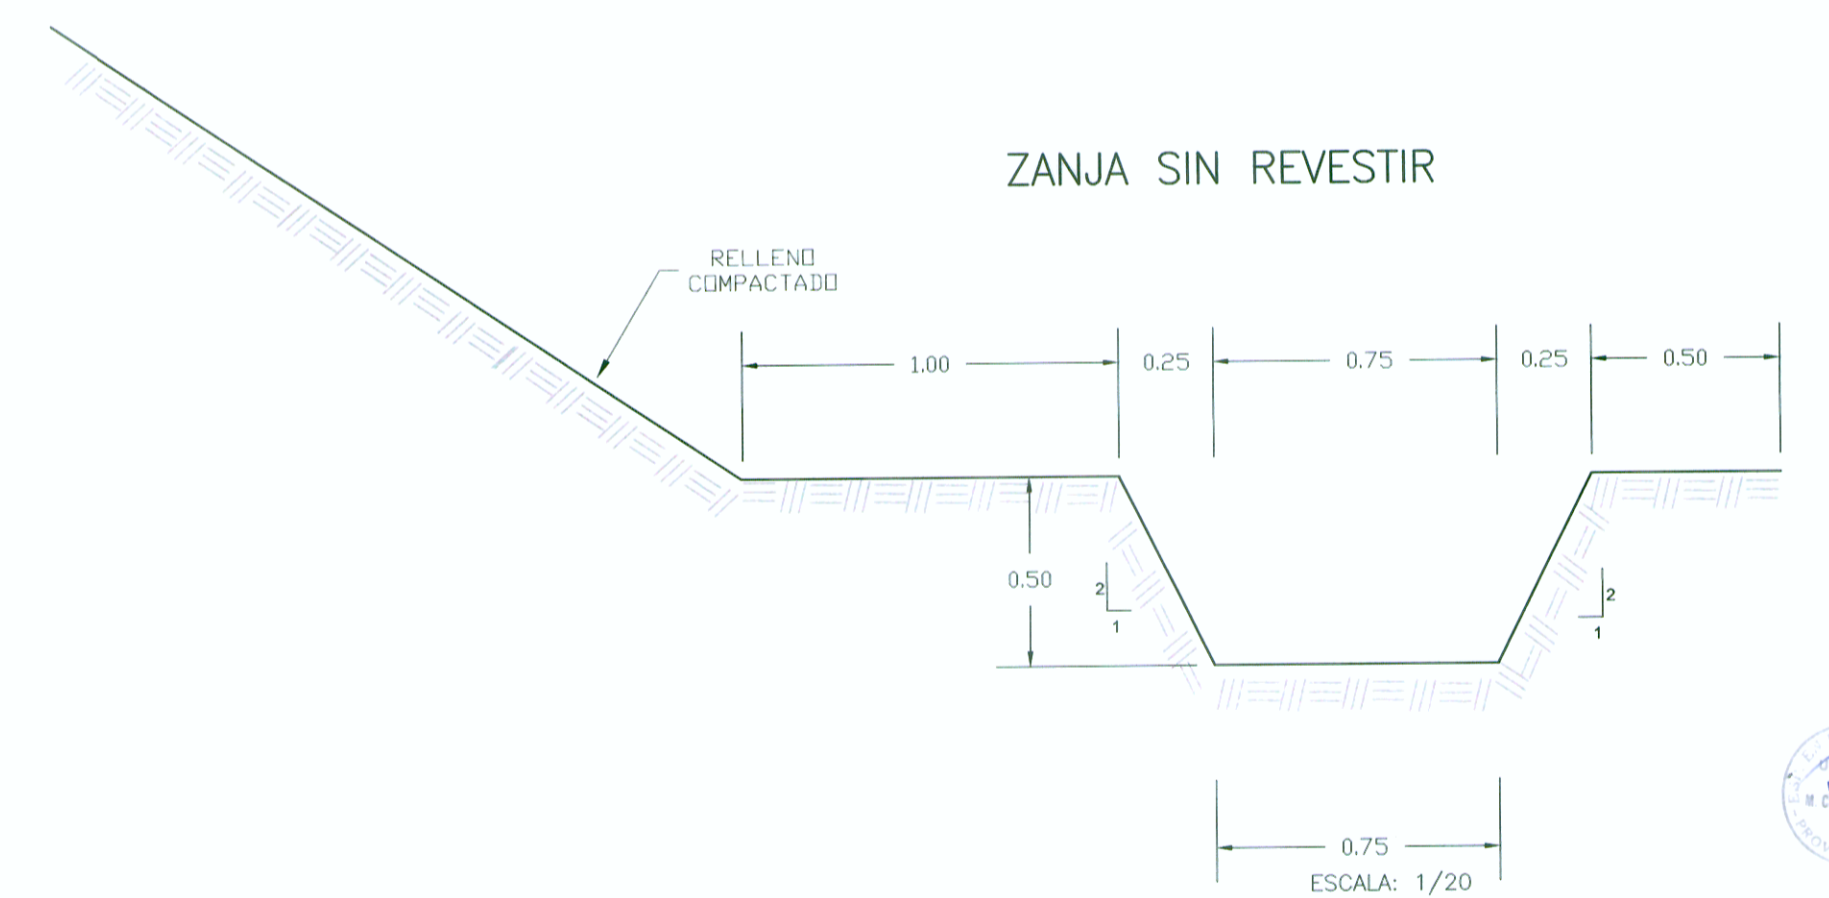 ZANJA SIN REVESTIR
RELLENO
COMPACTADO
1.00
0.25
0.75
0.25
0.50
0.50
2
1
2
1
0.75
ESCALA: 1/20